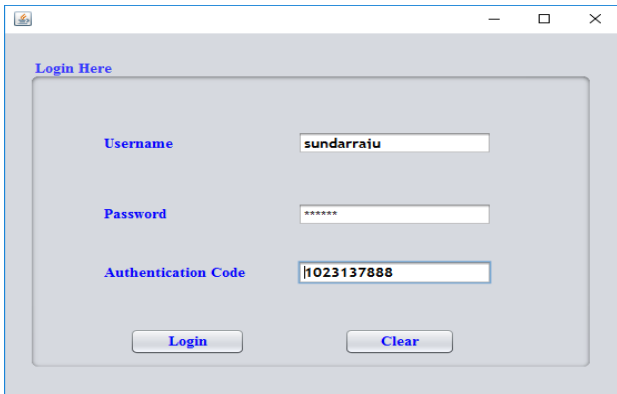 Login Here
Username sundarraju
Password ******
Authentication Code 1023137888
Login Clear